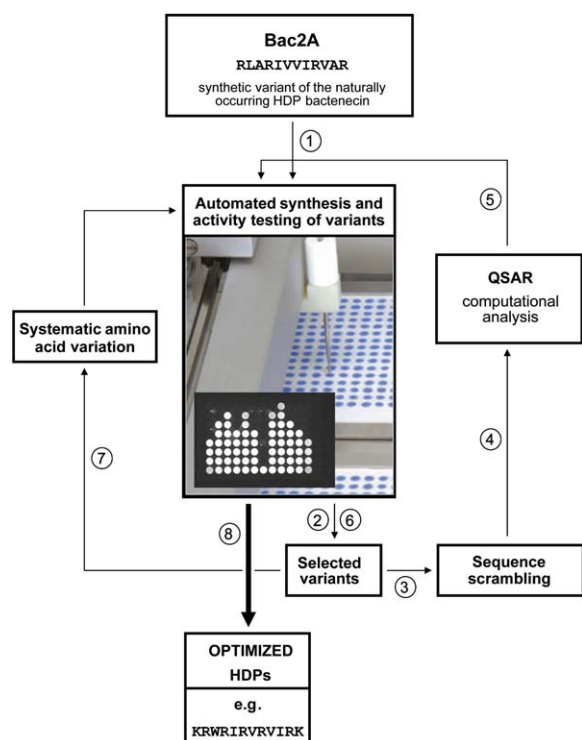 Bac2A
RLARIVVIRVAR
synthetic variant of the naturally
occurring HDP bactenecin
①
⑤
Automated synthesis and
activity testing of variants
QSAR
computational
analysis
Systematic amino
acid variation
④
⑦
⑧
② ⑥
Selected
variants
③
Sequence
scrambling
OPTIMIZED
HDPs
e.g.
KRWRIRVRVIRK